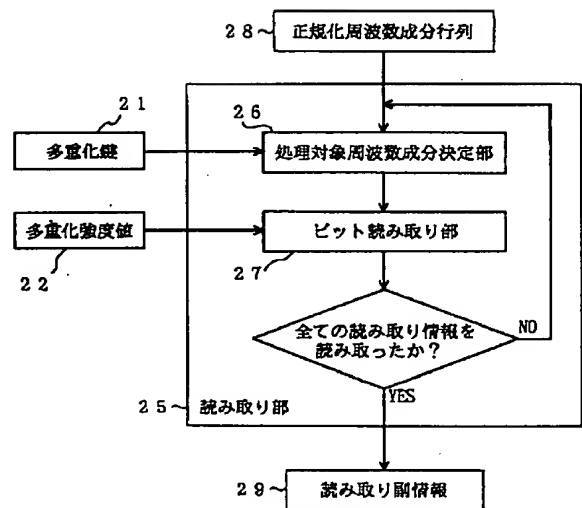 28 正規化周波数成分行列
21
26
多重化鍵
処理対象周波数成分決定部
多重化強度値
ビット読み取り部
22
27
全ての読み取り情報を
読み取ったか?
NO
YES
25 読み取り部
29 読み取り副情報